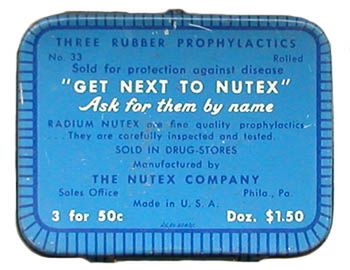 THREE RUBBER PROPHYLACTICS
No. 33 Rolled
Sold for protection against disease
"GET NEXT TO NUTEX"
Ask for them by name
RADIUM NUTEX are fine quality prophylactics
... They are carefully inspected and tested.
SOLD IN DRUG-STORES
Manufactured by
THE NUTEX COMPANY
Sales Office Phila., Pa.
Made in U. S. A.
3 for 50c Doz. $1.50